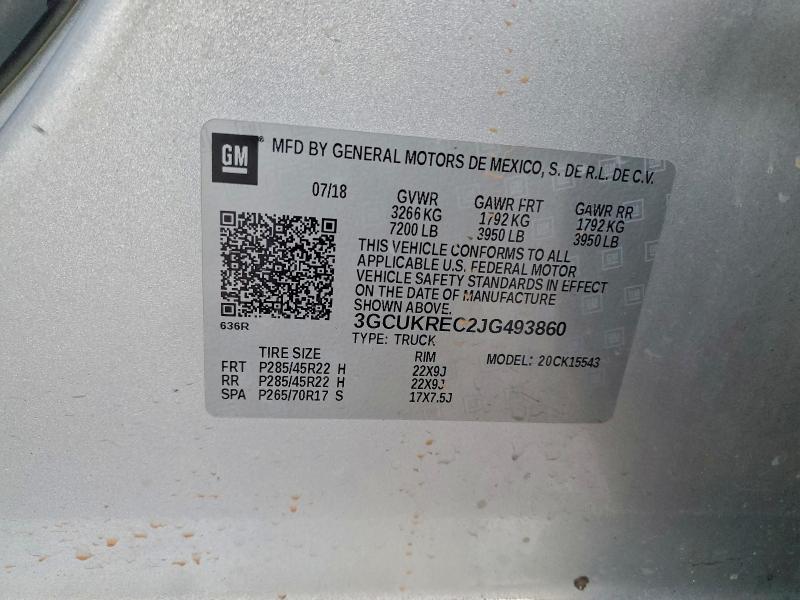 GM ® MFD BY GENERAL MOTORS DE MEXICO, S. DE R.L. DE C.V.
07/18 GVWR GAWR FRT GAWR RR
3266 KG 1792 KG 1792 KG
7200 LB 3950 LB 3950 LB
THIS VEHICLE CONFORMS TO ALL
APPLICABLE U.S. FEDERAL MOTOR
VEHICLE SAFETY STANDARDS IN EFFECT
ON THE DATE OF MANUFACTURE
SHOWN ABOVE.
636R 3GCUKREC2JG493860
TYPE: TRUCK
TIRE SIZE RIM MODEL: 20CK15543
FRT P285/45R22 H 22X9J
RR P285/45R22 H 22X9J
SPA P265/70R17 S 17X7.5J